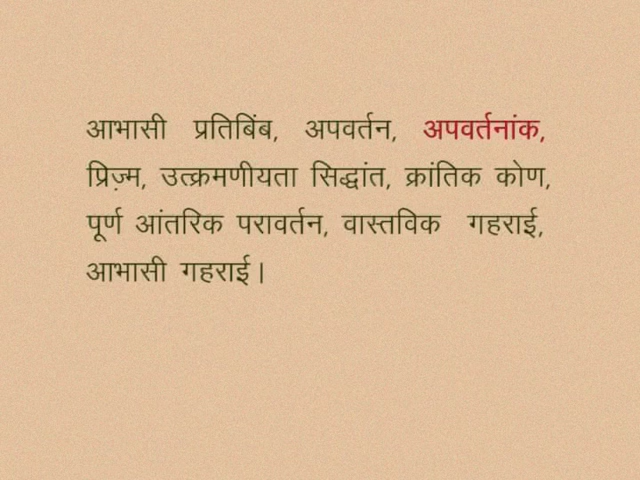 आभासी प्रतिबिंब, अपवर्तन, अपवर्तनांक,
प्रिज़्म, उत्क्रमणीयता सिद्धांत, क्रांतिक कोण,
पूर्ण आंतरिक परावर्तन, वास्तविक गहराई,
आभासी गहराई।